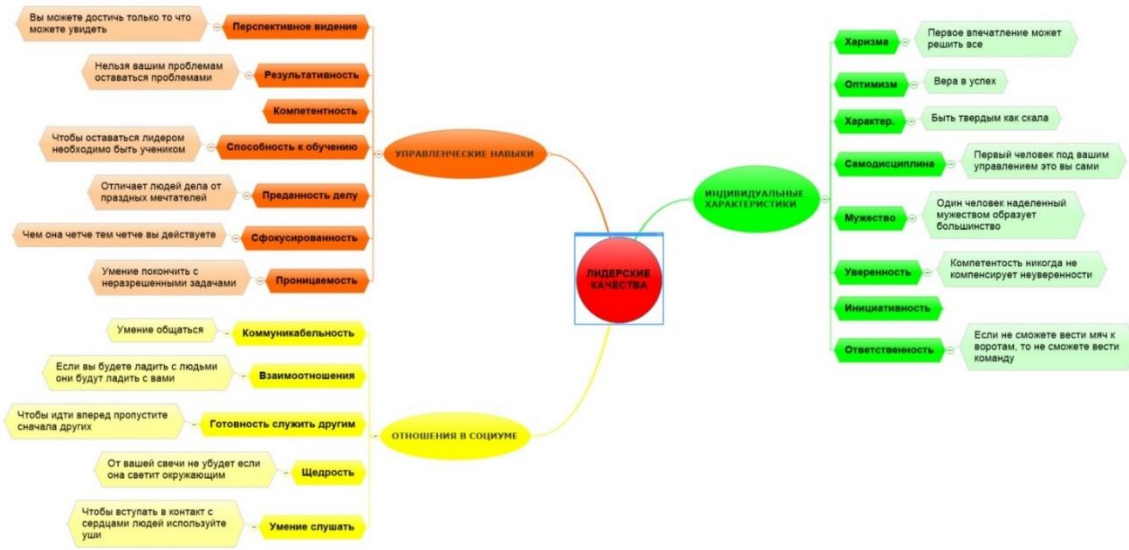 Вы можете достичь только то что
можете увидеть
Перспективное видение
Нельзя вашим проблемам
оставаться проблемами
Результативность
Компетентность
Чтобы оставаться лидером
необходимо быть учеником
Способность к обучению
Отличает людей дела от
праздных мечтателей
Преданность делу
Чем она четче тем четче вы действуете
Сфокусированность
Умение покончить с
неразрешенными задачами
Проницаемость
УПРАВЛЕНЧЕСКИЕ НАВЫКИ
Умение общаться
Коммуникабельность
Если вы будете ладить с людьми
они будут ладить с вами
Взаимоотношения
Чтобы идти вперед пропустите
сначала других
Готовность служить другим
От вашей свечи не убудет если
она светит окружающим
Щедрость
Чтобы вступать в контакт с
сердцами людей используйте
уши
Умение слушать
ОТНОШЕНИЯ В СОЦИУМЕ
ЛИДЕРСКИЕ
КАЧЕСТВА
ИНДИВИДУАЛЬНЫЕ
ХАРАКТЕРИСТИКИ
Харизма
Первое впечатление может
решить все
Оптимизм
Вера в успех
Характер.
Быть твердым как скала
Самодисциплина
Первый человек под вашим
управлением это вы сами
Мужество
Один человек наделенный
мужеством образует
большинство
Уверенность
Компетентость никогда не
компенсирует неуверенности
Инициативность
Ответственность
Если не сможете вести мяч к
воротам, то не сможете вести
команду